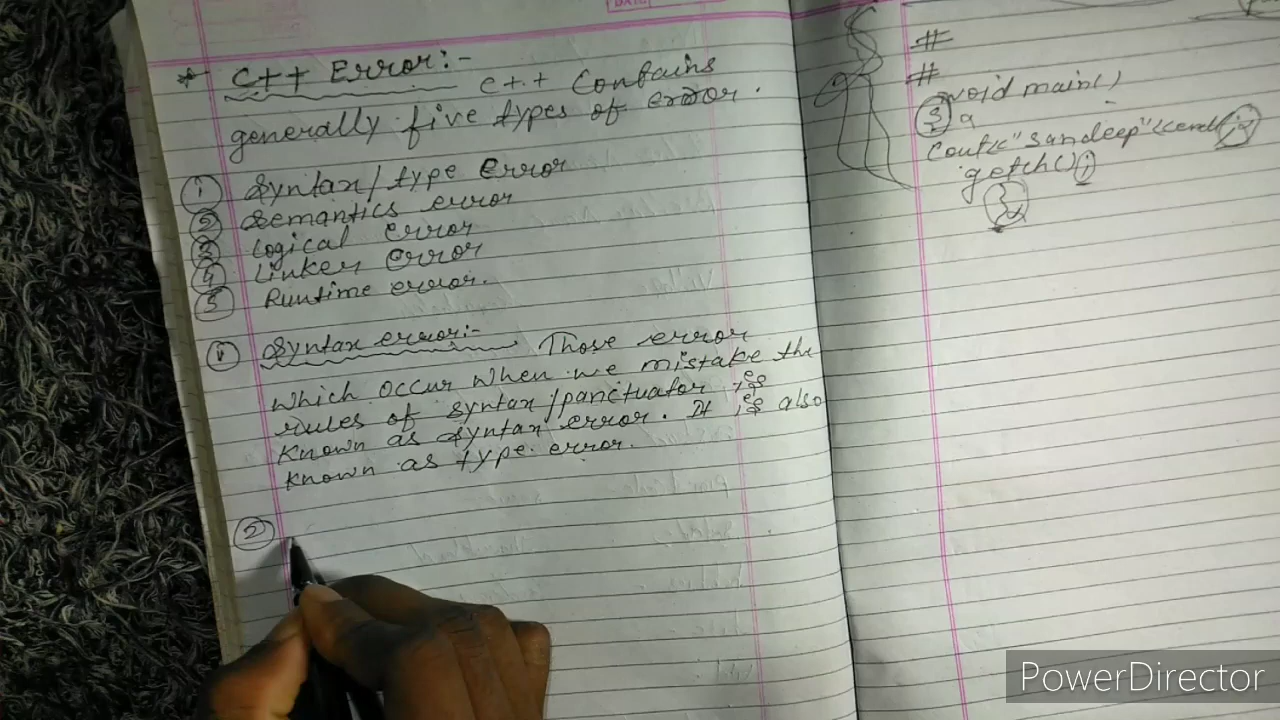 * C++ Error:- C++ Contains
generally five types of error.
① Syntax/type Error
② Semantics error
③ Logical error
④ Linker Error
⑤ Runtime error.
① Syntax error:- Those error
which occur when we mistake the
rules of syntax/panctuator is
known as syntax error. It is also
known as type error.
②
#
#
void main()
{
cout<<"Sandeep"<<endl;
getch();
}
PowerDirector